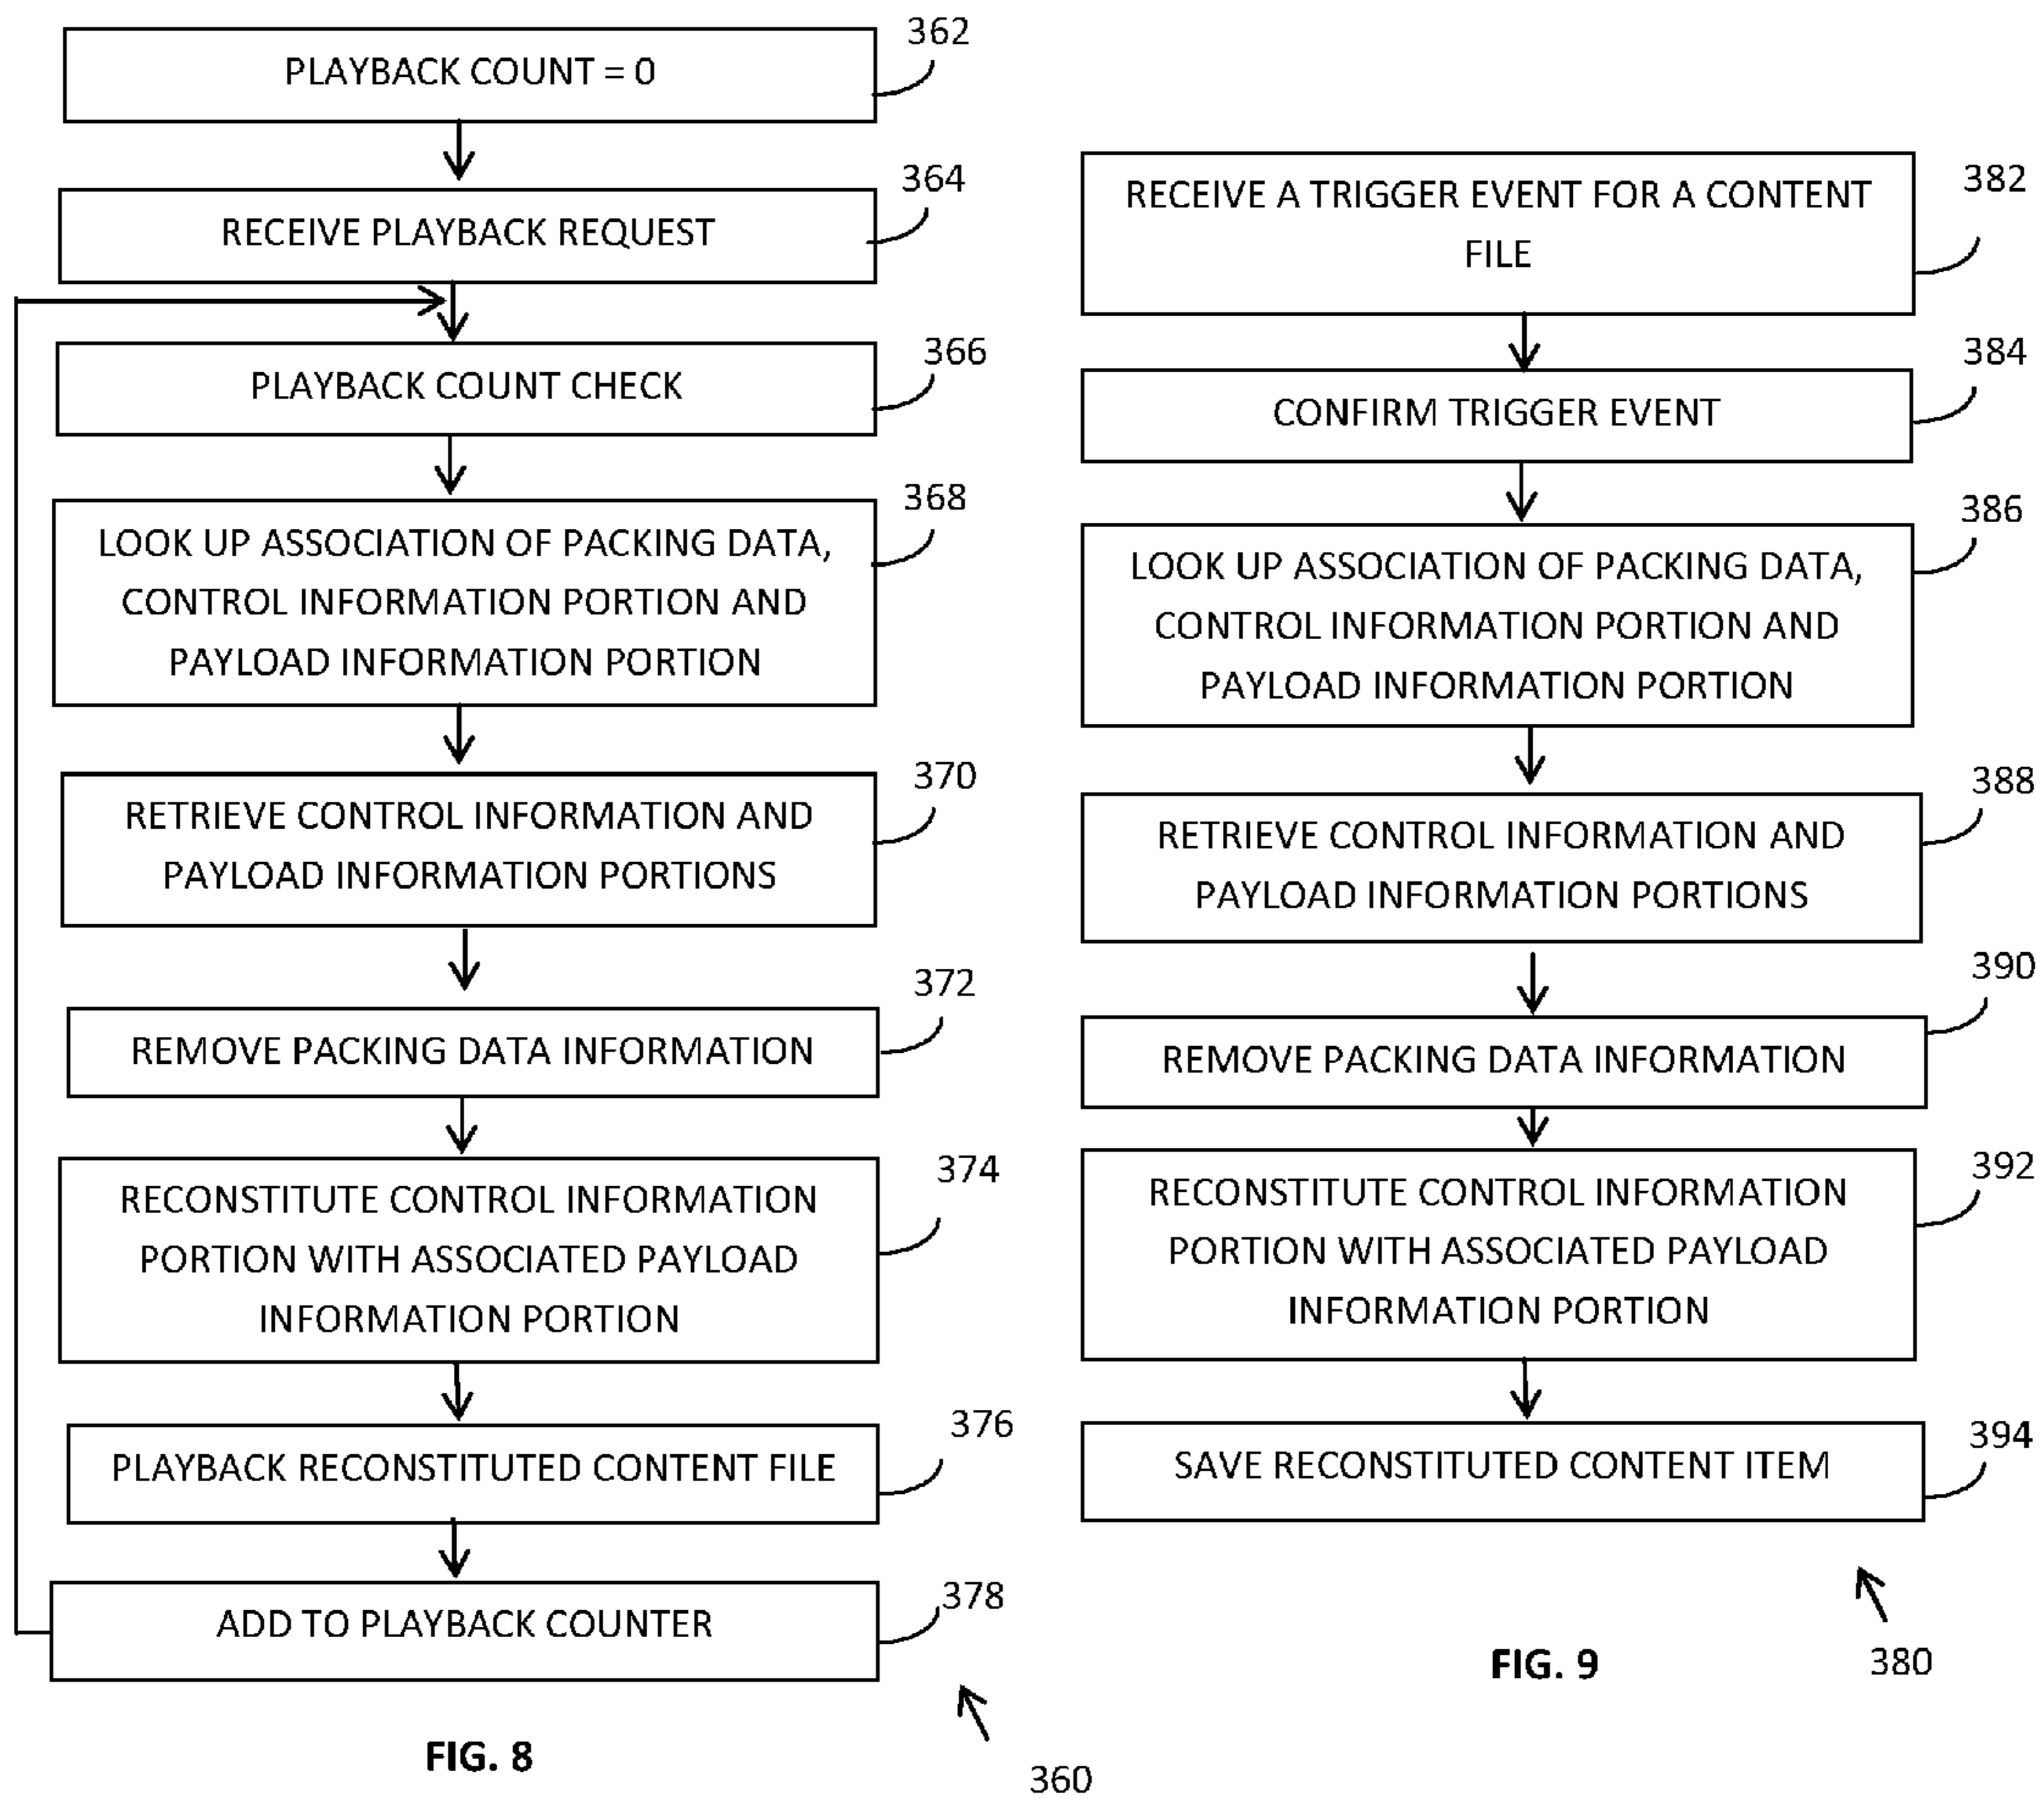 PLAYBACK COUNT = 0
362
RECEIVE PLAYBACK REQUEST
364
PLAYBACK COUNT CHECK
366
LOOK UP ASSOCIATION OF PACKING DATA,
CONTROL INFORMATION PORTION AND
PAYLOAD INFORMATION PORTION
368
RETRIEVE CONTROL INFORMATION AND
PAYLOAD INFORMATION PORTIONS
370
REMOVE PACKING DATA INFORMATION
372
RECONSTITUTE CONTROL INFORMATION
PORTION WITH ASSOCIATED PAYLOAD
INFORMATION PORTION
374
PLAYBACK RECONSTITUTED CONTENT FILE
376
ADD TO PLAYBACK COUNTER
378
FIG. 8
360
RECEIVE A TRIGGER EVENT FOR A CONTENT
FILE
382
CONFIRM TRIGGER EVENT
384
LOOK UP ASSOCIATION OF PACKING DATA,
CONTROL INFORMATION PORTION AND
PAYLOAD INFORMATION PORTION
386
RETRIEVE CONTROL INFORMATION AND
PAYLOAD INFORMATION PORTIONS
388
REMOVE PACKING DATA INFORMATION
390
RECONSTITUTE CONTROL INFORMATION
PORTION WITH ASSOCIATED PAYLOAD
INFORMATION PORTION
392
SAVE RECONSTITUTED CONTENT ITEM
394
FIG. 9
380